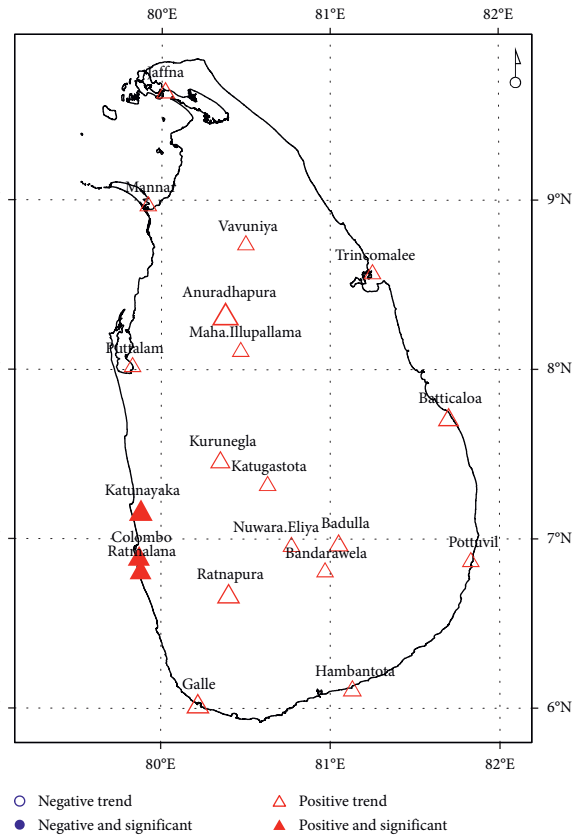 80°E 81°E 82°E
Jaffna
Mannar
9°N
Vavuniya
Trincomalee
Anuradhapura
Maha.Illupallama
Puttalam
8°N
Batticaloa
Kurunegla
Katugastota
Katunayaka
Nuwara.Eliya Badulla
Colombo
7°N
Ratmalana
Bandarawela
Pottuvil
Ratnapura
Hambantota
Galle
6°N
80°E 81°E 82°E
Negative trend Positive trend
Negative and significant Positive and significant